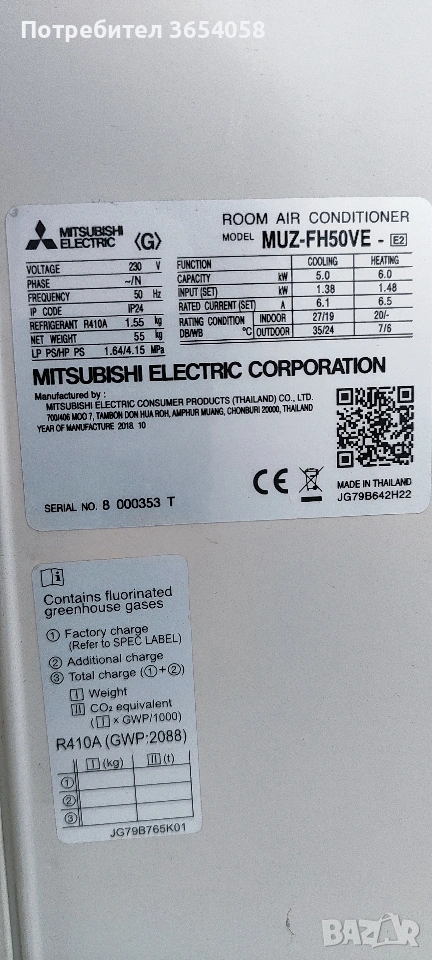 Потребител 3654058
MITSUBISHI ELECTRIC
〈G〉
ROOM AIR CONDITIONER
MODEL MUZ-FH50VE - E2
VOLTAGE 230 V
PHASE ~/N
FREQUENCY 50 Hz
IP CODE IP24
REFRIGERANT R410A 1.55 kg
NET WEIGHT 55 kg
LP PS/HP PS 1.64/4.15 MPa
FUNCTION COOLING HEATING
CAPACITY kW 5.0 6.0
INPUT (SET) kW 1.38 1.48
RATED CURRENT (SET) A 6.1 6.5
RATING CONDITION INDOOR 27/19 20/-
DB/WB °C OUTDOOR 35/24 7/6
MITSUBISHI ELECTRIC CORPORATION
Manufactured by :
MITSUBISHI ELECTRIC CONSUMER PRODUCTS (THAILAND) CO., LTD.
700/406 MOO 7, TAMBON DON HUA ROH, AMPHUR MUANG, CHONBURI 20000, THAILAND
YEAR OF MANUFACTURE 2018. 10
SERIAL NO. 8 000353 T
CE
MADE IN THAILAND
JG79B642H22
Contains fluorinated
greenhouse gases
① Factory charge
(Refer to SPEC LABEL)
② Additional charge
③ Total charge (①+②)
I Weight
II CO₂ equivalent
( I × GWP/1000)
R410A (GWP:2088)
I (kg) II (t)
①
②
③
JG79B765K01
BAZAR